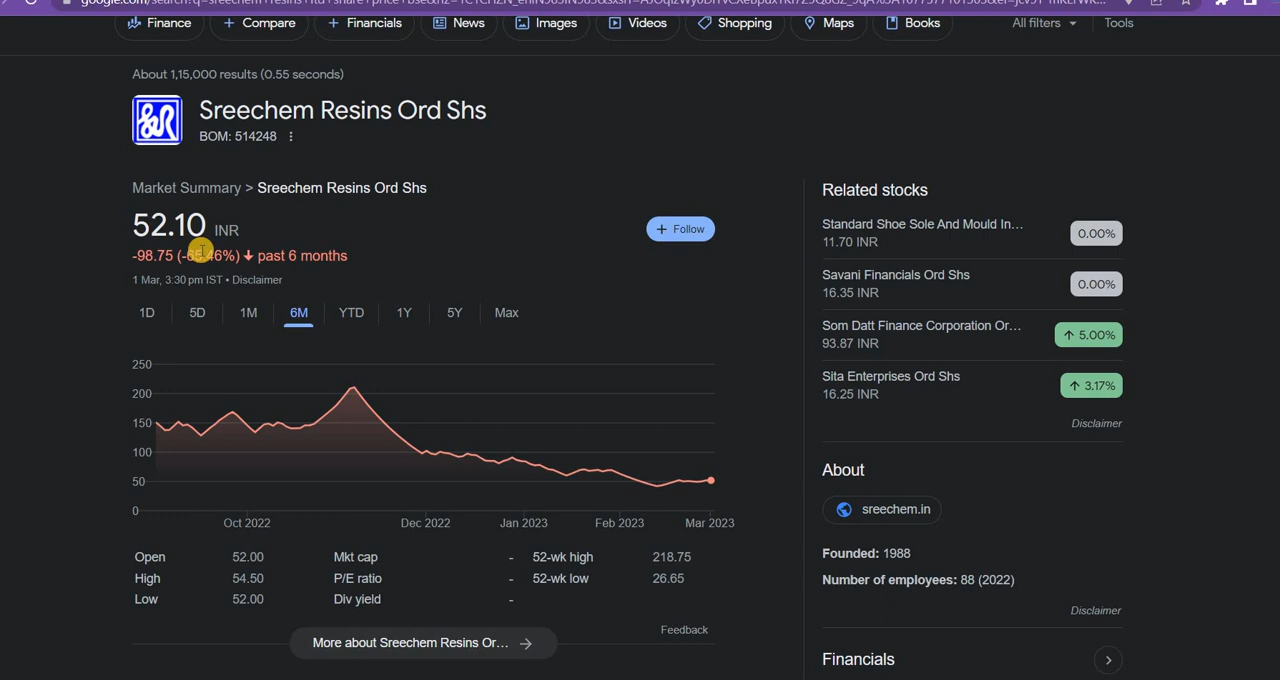 Finance
Compare
Financials
News
Images
Videos
Shopping
Maps
Books
All filters
Tools
About 1,15,000 results (0.55 seconds)
Sreechem Resins Ord Shs
BOM: 514248
Market Summary > Sreechem Resins Ord Shs
52.10 INR
+ Follow
-98.75 past 6 months
1 Mar, 3:30 pm IST • Disclaimer
1D 5D 1M 6M YTD 1Y 5Y Max
250
200
150
100
50
0
Oct 2022 Dec 2022 Jan 2023 Feb 2023 Mar 2023
Open 52.00 Mkt cap - 52-wk high 218.75
High 54.50 P/E ratio - 52-wk low 26.65
Low 52.00 Div yield -
Feedback
More about Sreechem Resins Or... →
Related stocks
Standard Shoe Sole And Mould In...
11.70 INR
0.00%
Savani Financials Ord Shs
16.35 INR
0.00%
Som Datt Finance Corporation Or...
93.87 INR
↑ 5.00%
Sita Enterprises Ord Shs
16.25 INR
↑ 3.17%
Disclaimer
About
sreechem.in
Founded: 1988
Number of employees: 88 (2022)
Disclaimer
Financials